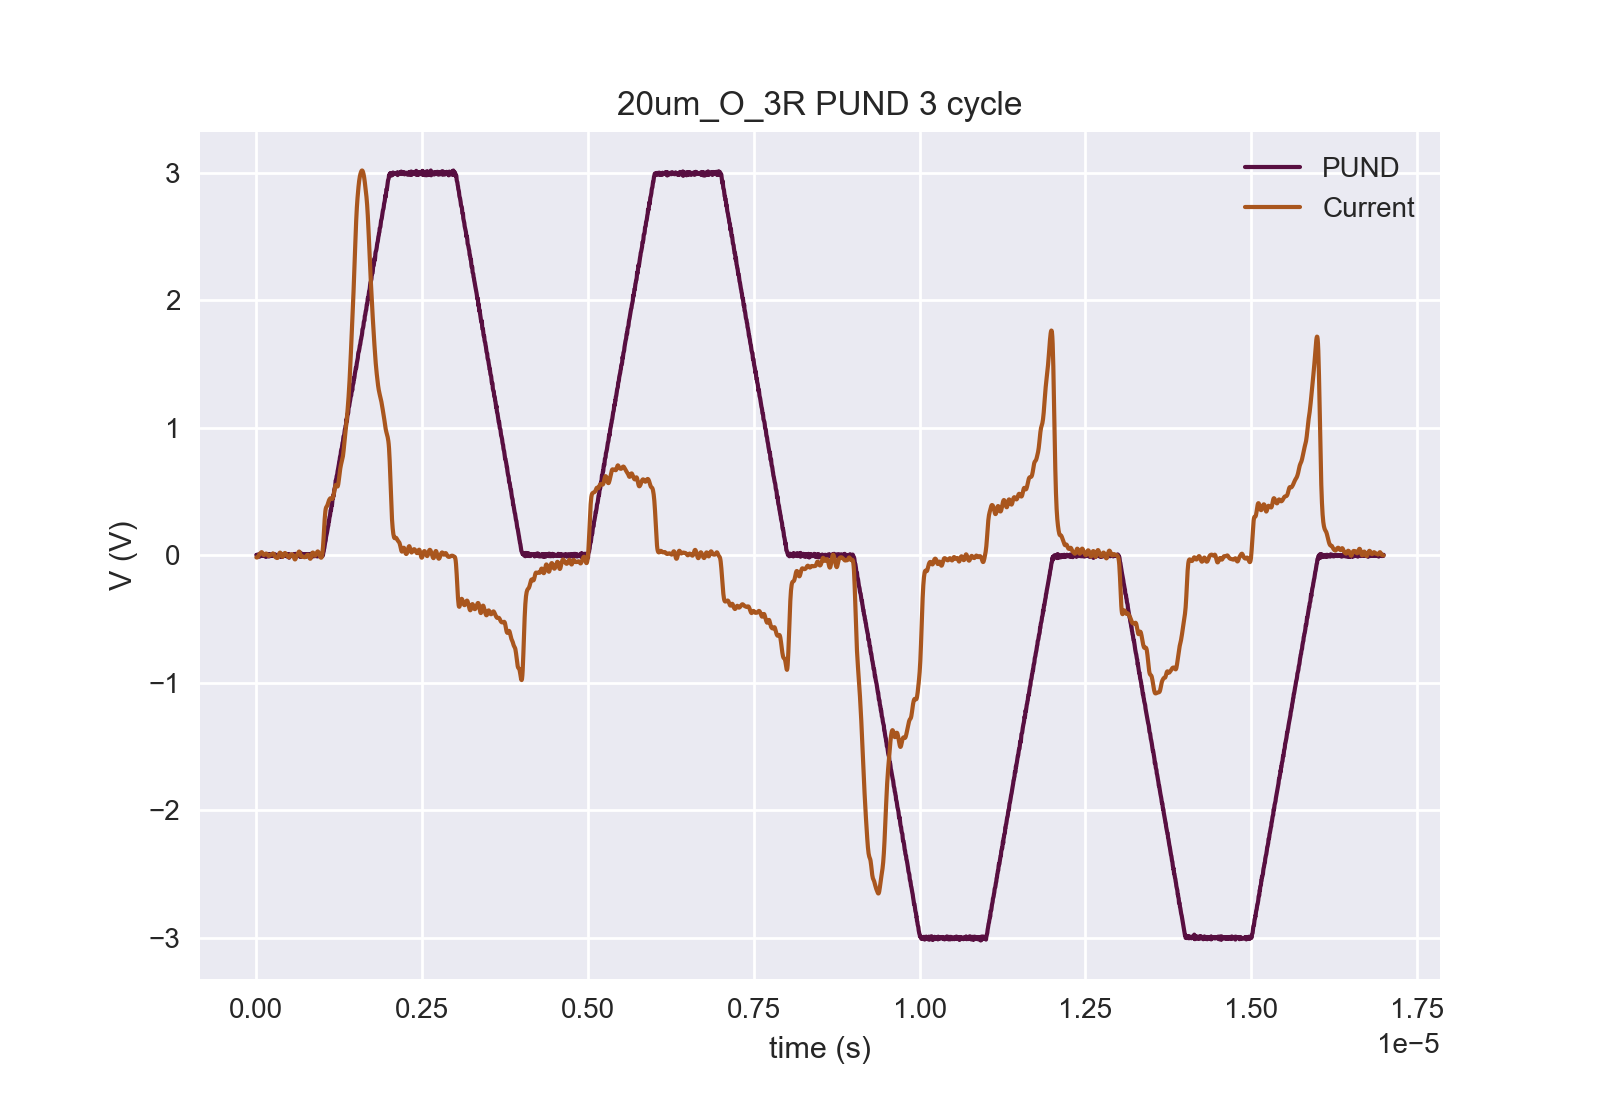 20um_O_3R PUND 3 cycle
PUND
Current
3
2
1
0
−1
−2
−3
V (V)
0.00 0.25 0.50 0.75 1.00 1.25 1.50 1.75
1e−5
time (s)